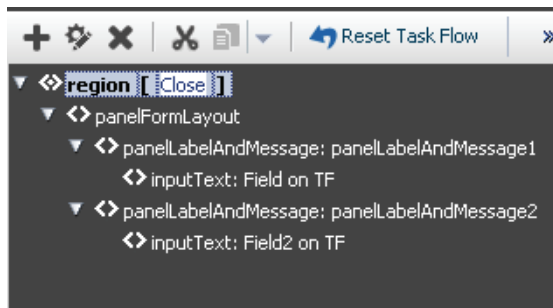 Reset Task Flow »
region [ Close ]
panelFormLayout
panelLabelAndMessage: panelLabelAndMessage1
inputText: Field on TF
panelLabelAndMessage: panelLabelAndMessage2
inputText: Field2 on TF